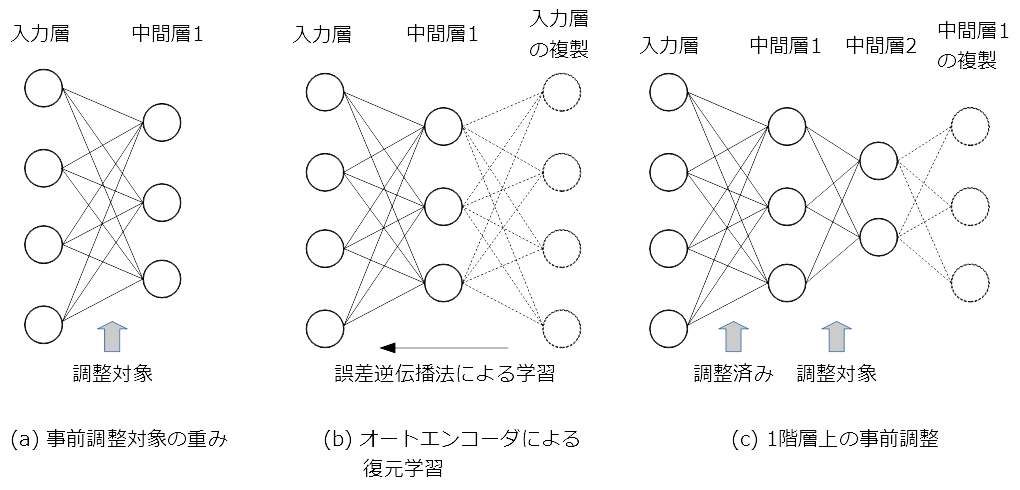 入力層
中間層1
調整対象
(a) 事前調整対象の重み
入力層
中間層1
入力層
の複製
誤差逆伝播法による学習
(b) オートエンコーダによる
復元学習
入力層
中間層1
中間層2
中間層1
の複製
調整済み
調整対象
(c) 1階層上の事前調整